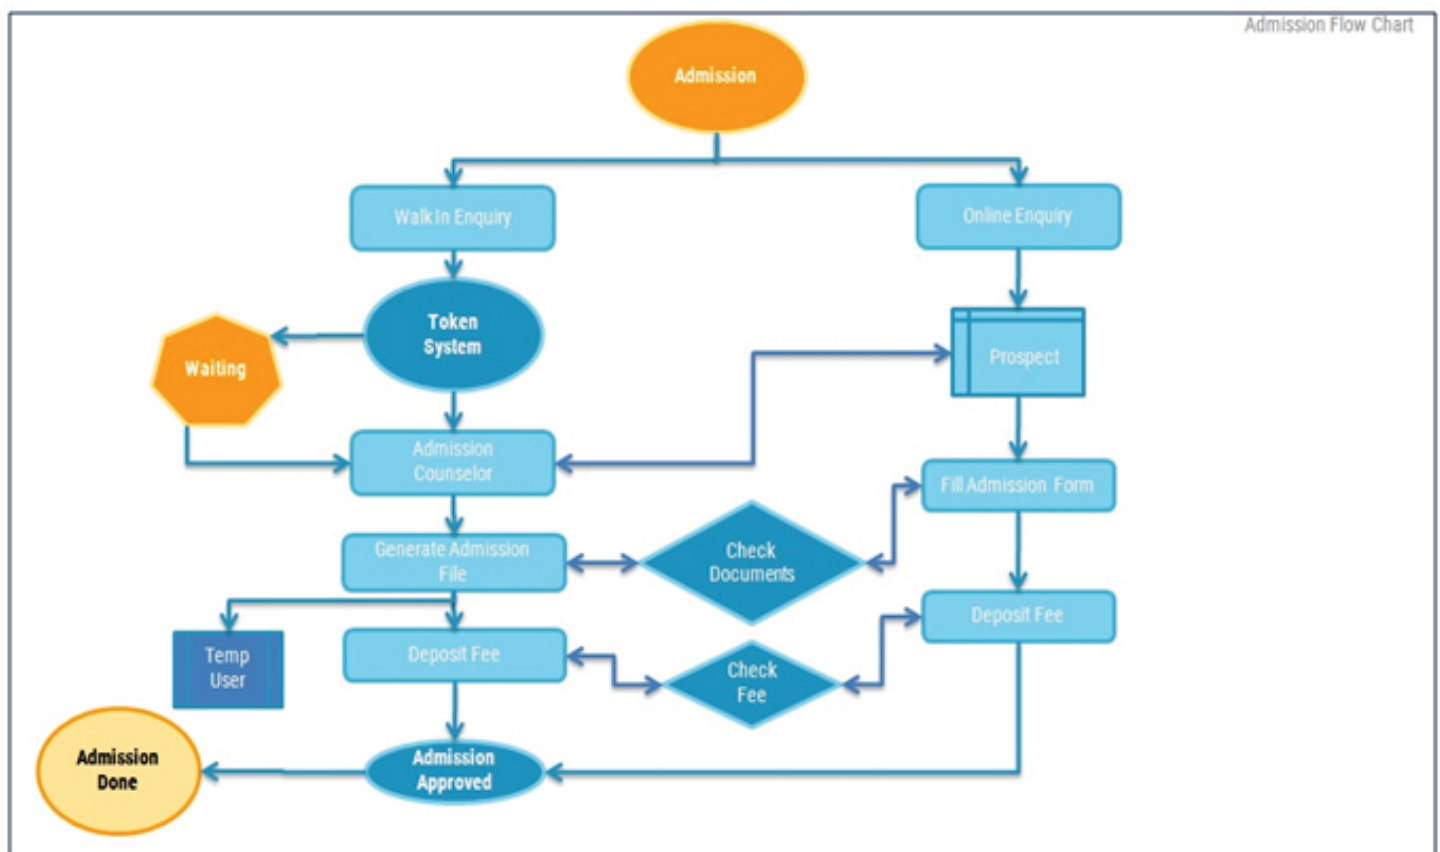 Admission Flow Chart
Admission
Walk In Enquiry
Online Enquiry
Token
System
Waiting
Prospect
Admission
Counselor
Fill Admission Form
Generate Admission
File
Check
Documents
Deposit Fee
Temp
User
Deposit Fee
Check
Fee
Admission
Done
Admission
Approved